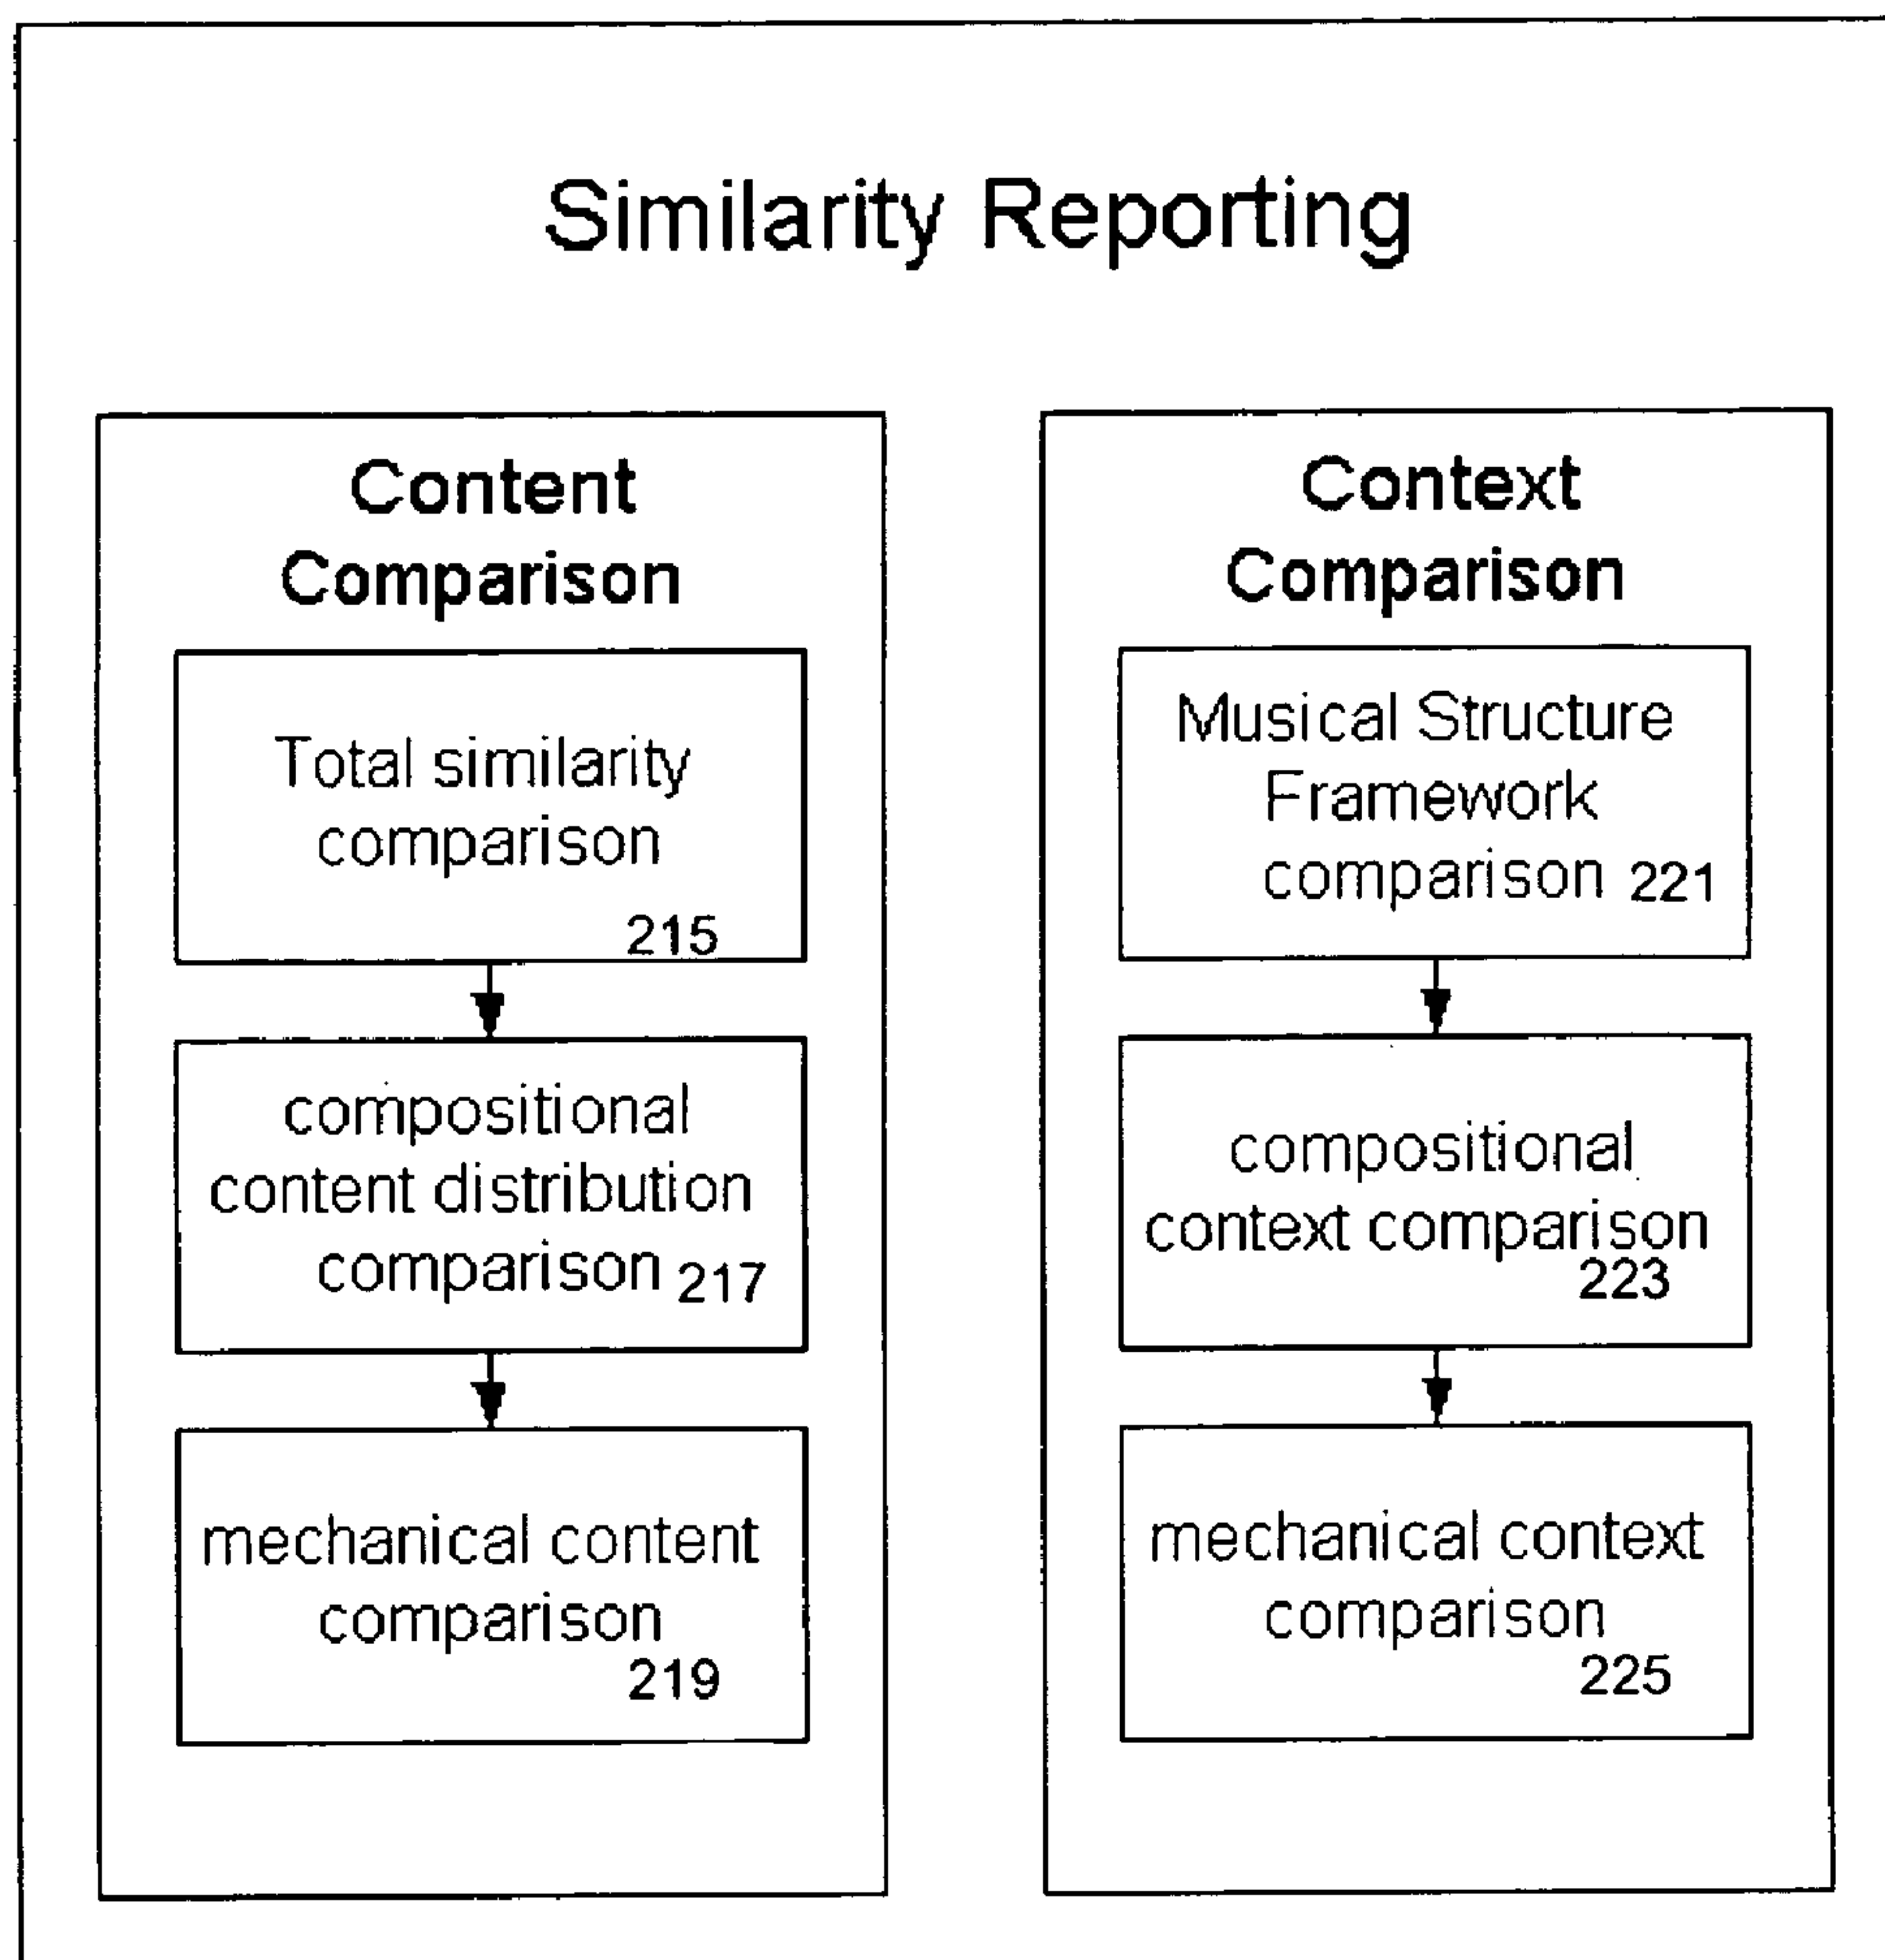 Similarity Reporting
Content
Comparison
Total similarity
comparison
215
compositional
content distribution
comparison 217
mechanical content
comparison
219
Context
Comparison
Musical Structure
Framework
comparison 221
compositional
context comparison
223
mechanical context
comparison
225